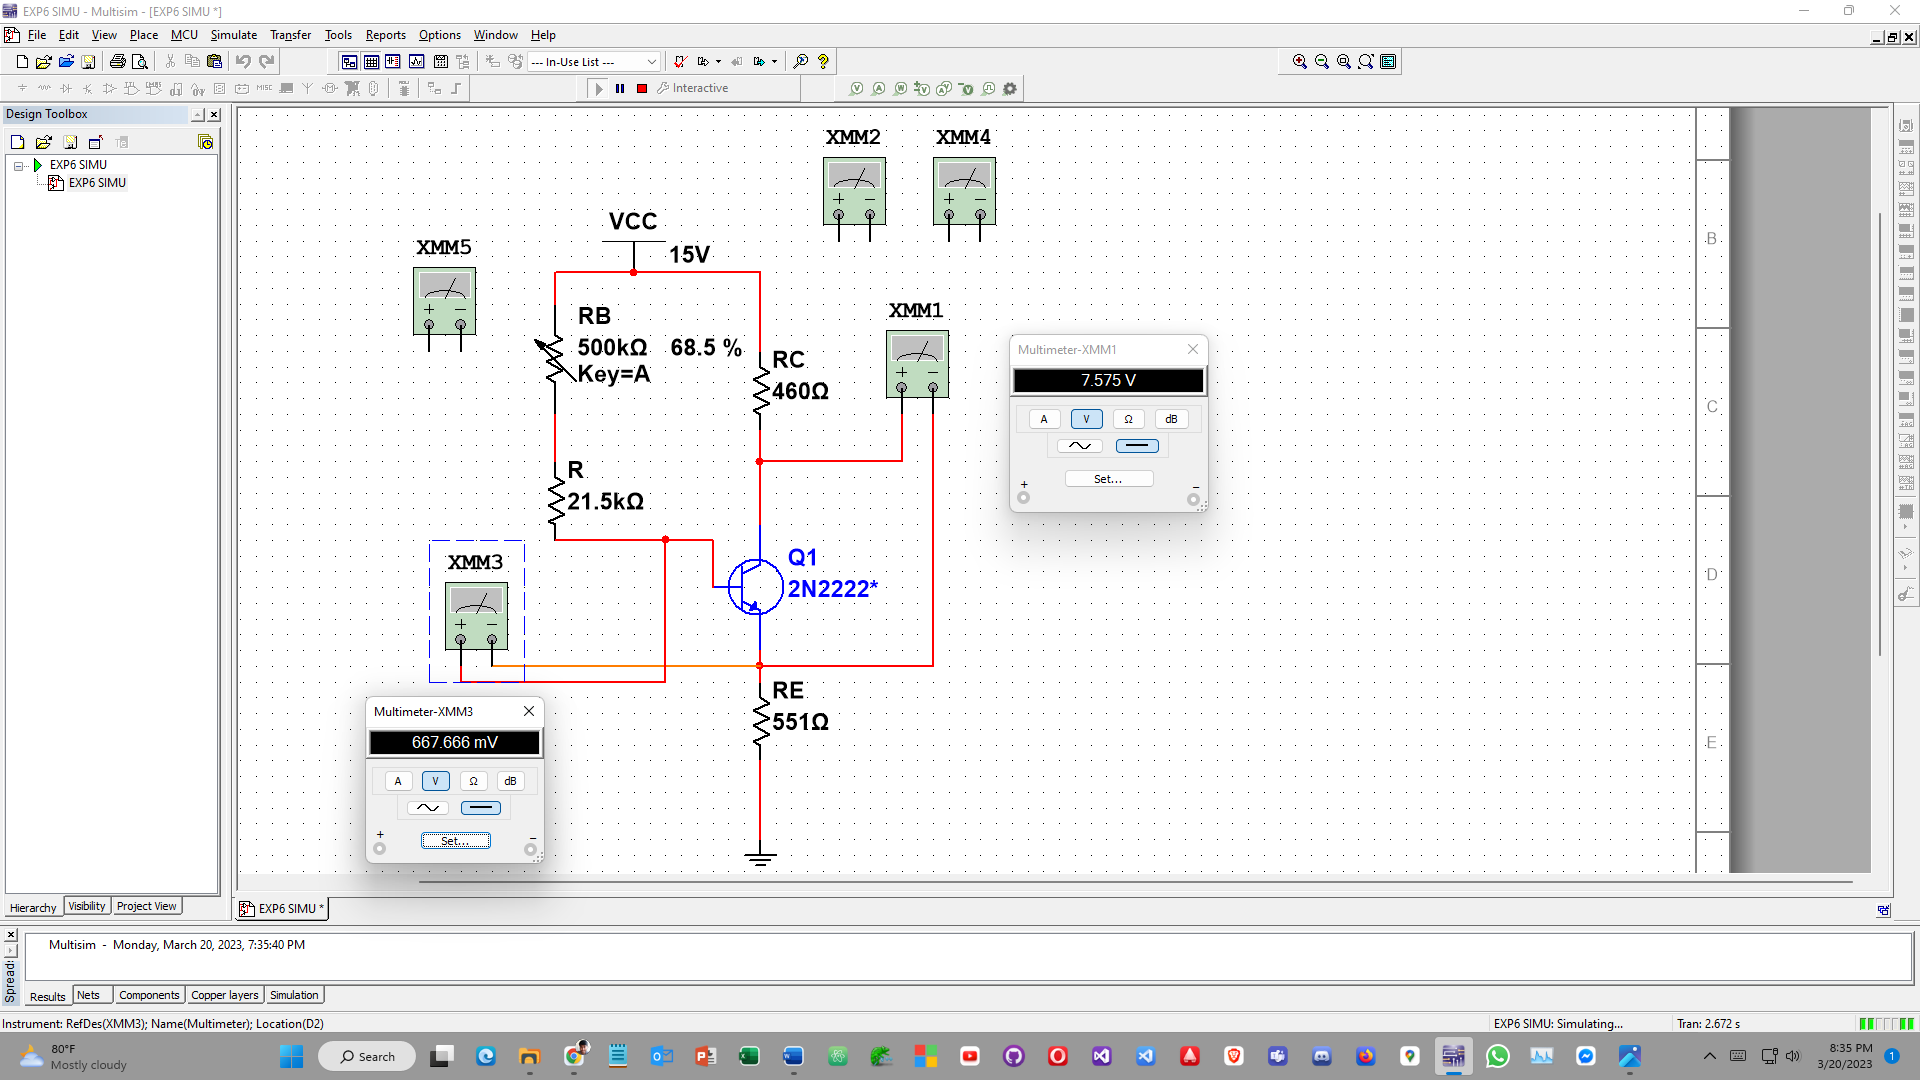 EXP6 SIMU - Multisim - [EXP6 SIMU *]
File Edit View Place MCU Simulate Transfer Tools Reports Options Window Help
--- In-Use List ---
Interactive
Design Toolbox
EXP6 SIMU
EXP6 SIMU
XMM2 XMM4
VCC
15V
XMM5
RB
500kΩ 68.5 %
Key=A
RC
460Ω
XMM1
Multimeter-XMM1
7.575 V
A V Ω dB
Set...
+ −
R
21.5kΩ
XMM3
Q1
2N2222*
RE
551Ω
Multimeter-XMM3
667.666 mV
A V Ω dB
Set...
+ −
B
C
D
E
Hierarchy Visibility Project View
EXP6 SIMU *
Multisim - Monday, March 20, 2023, 7:35:40 PM
Results Nets Components Copper layers Simulation
Instrument: RefDes(XMM3); Name(Multimeter); Location(D2)
EXP6 SIMU: Simulating... Tran: 2.672 s
80°F
Mostly cloudy
Search
8:35 PM
3/20/2023
1